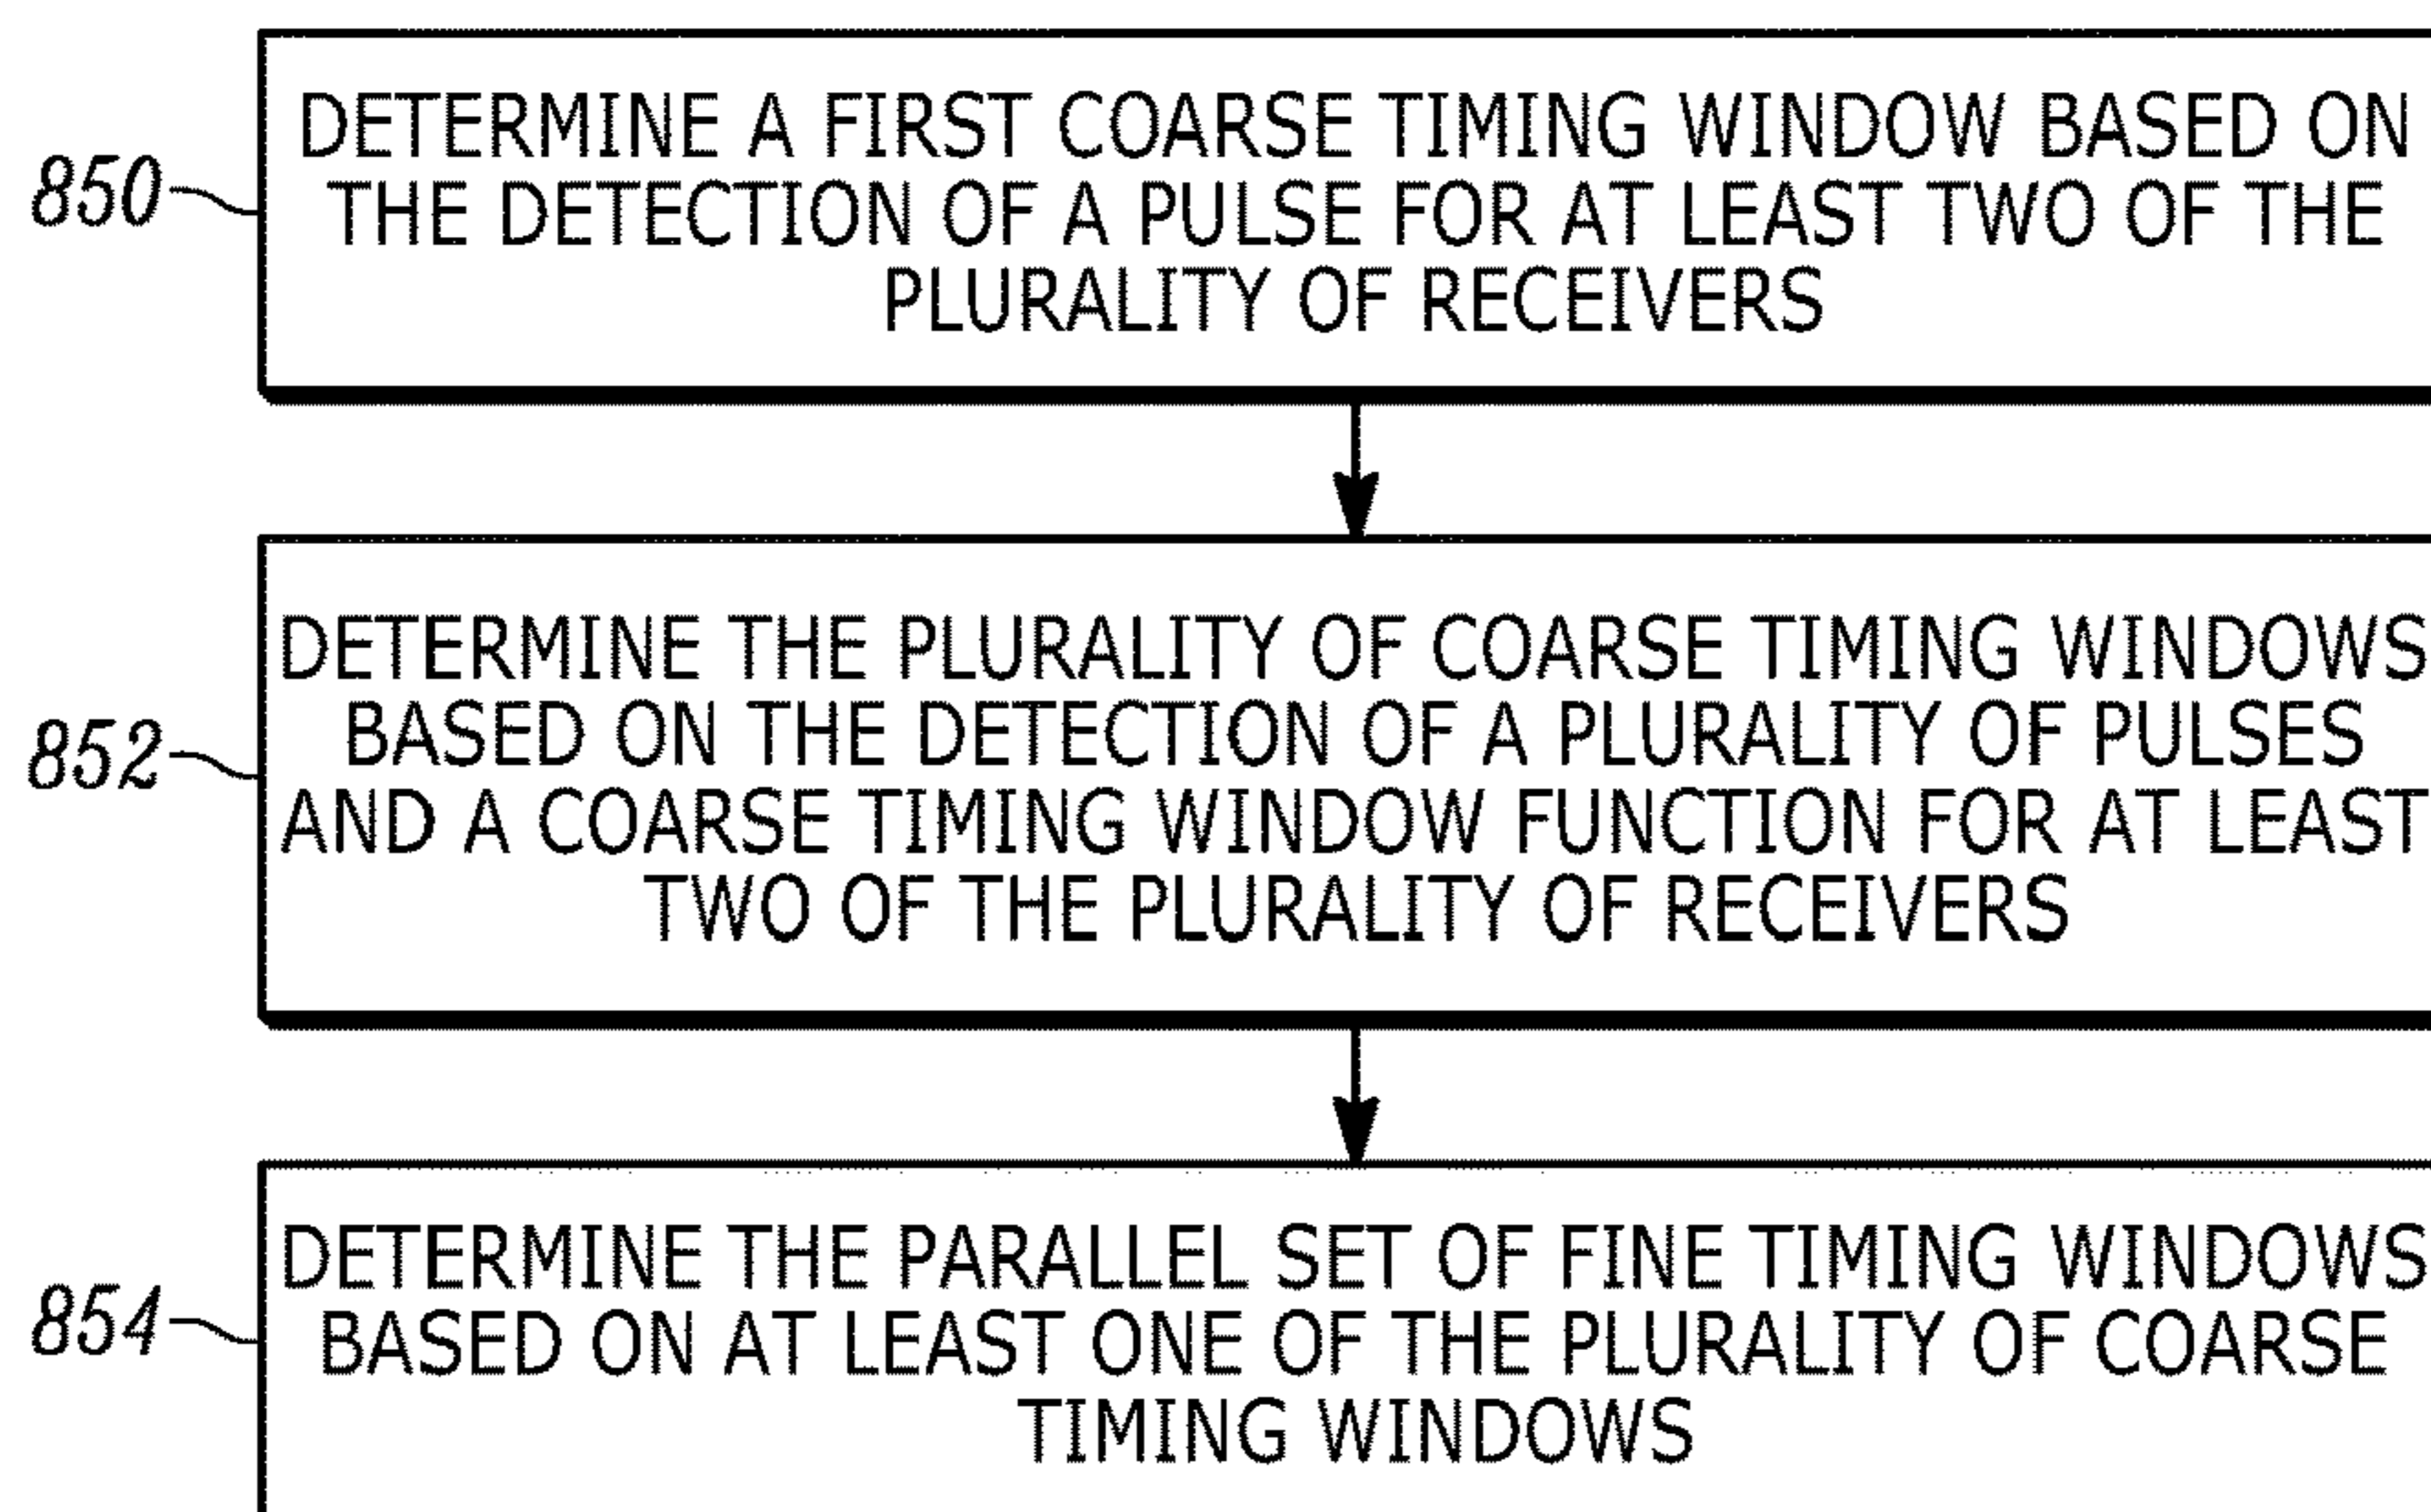 850
DETERMINE A FIRST COARSE TIMING WINDOW BASED ON
THE DETECTION OF A PULSE FOR AT LEAST TWO OF THE
PLURALITY OF RECEIVERS
852
DETERMINE THE PLURALITY OF COARSE TIMING WINDOWS
BASED ON THE DETECTION OF A PLURALITY OF PULSES
AND A COARSE TIMING WINDOW FUNCTION FOR AT LEAST
TWO OF THE PLURALITY OF RECEIVERS
854
DETERMINE THE PARALLEL SET OF FINE TIMING WINDOWS
BASED ON AT LEAST ONE OF THE PLURALITY OF COARSE
TIMING WINDOWS